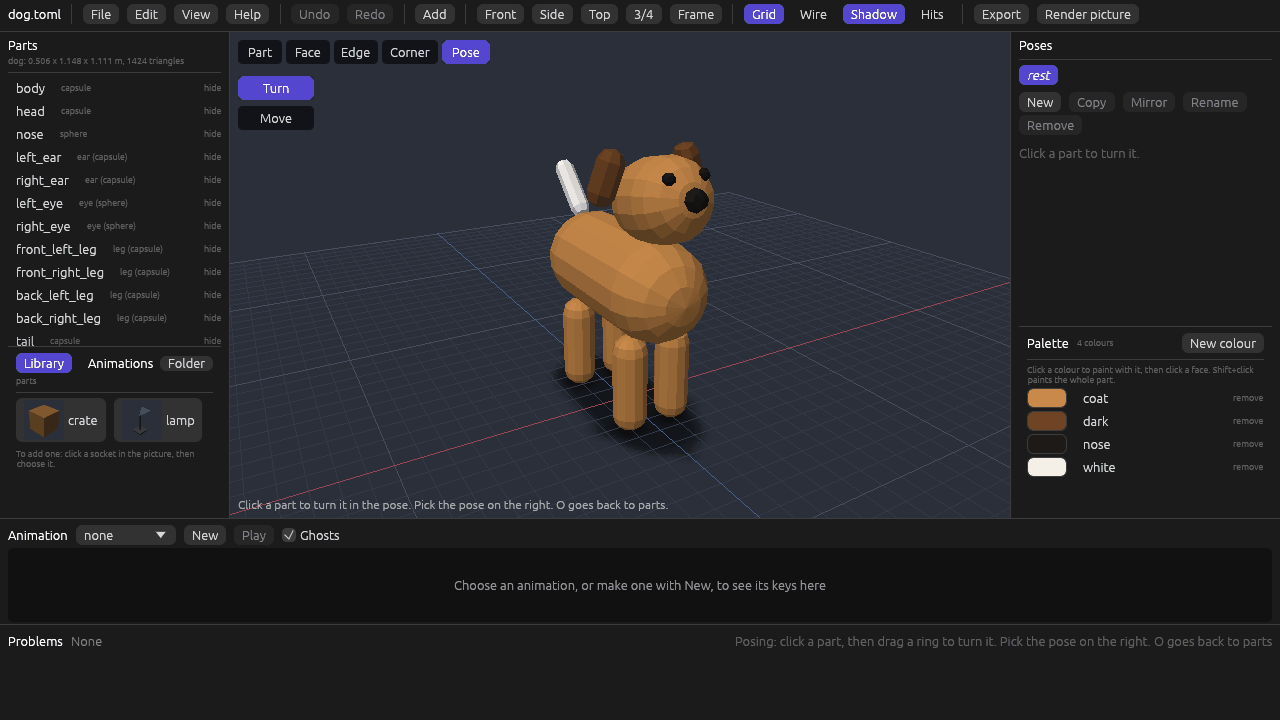 dog.toml File Edit View Help Undo Redo Add Front Side Top 3/4 Frame Grid Wire Shadow Hits Export Render picture
Parts
dog: 0.506 x 1.148 x 1.111 m, 1424 triangles
body capsule hide
head capsule hide
nose sphere hide
left_ear ear (capsule) hide
right_ear ear (capsule) hide
left_eye eye (sphere) hide
right_eye eye (sphere) hide
front_left_leg leg (capsule) hide
front_right_leg leg (capsule) hide
back_left_leg leg (capsule) hide
back_right_leg leg (capsule) hide
tail capsule hide
Library Animations Folder
parts
crate lamp
To add one: click a socket in the picture, then
choose it.
Part Face Edge Corner Pose
Turn
Move
Click a part to turn it in the pose. Pick the pose on the right. O goes back to parts.
Poses
rest
New Copy Mirror Rename
Remove
Click a part to turn it.
Palette 4 colours New colour
Click a colour to paint with it, then click a face. Shift+click
paints the whole part.
coat remove
dark remove
nose remove
white remove
Animation none New Play Ghosts
Choose an animation, or make one with New, to see its keys here
Problems None
Posing: click a part, then drag a ring to turn it. Pick the pose on the right. O goes back to parts